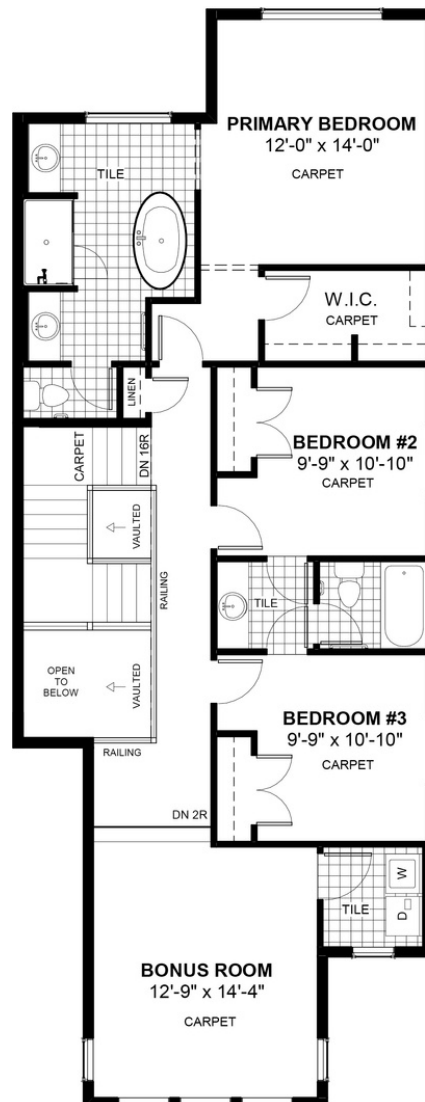 PRIMARY BEDROOM
12'-0" x 14'-0"
CARPET
TILE
W.I.C.
CARPET
LINEN
BEDROOM #2
9'-9" x 10'-10"
CARPET
CARPET
DN 16R
VAULTED
RAILING
TILE
OPEN
TO
BELOW
VAULTED
RAILING
BEDROOM #3
9'-9" x 10'-10"
CARPET
DN 2R
W
D
TILE
BONUS ROOM
12'-9" x 14'-4"
CARPET